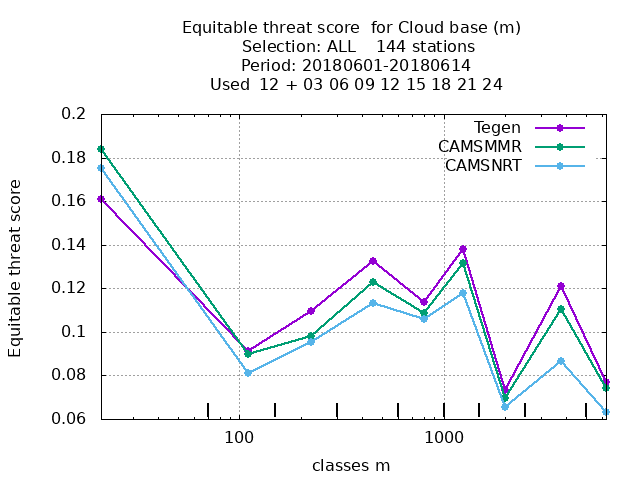 Equitable threat score  for Cloud base (m)
Selection: ALL    144 stations
Period: 20180601-20180614
Used  12 + 03 06 09 12 15 18 21 24
Tegen
CAMSMMR
CAMSNRT
Equitable threat score
0.2
0.18
0.16
0.14
0.12
0.1
0.08
0.06
100
1000
classes m